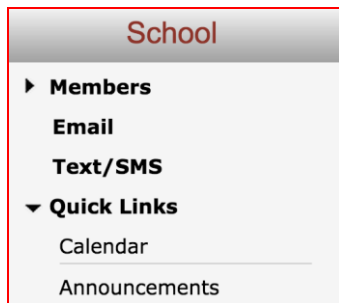 School
Members
Email
Text/SMS
Quick Links
Calendar
Announcements